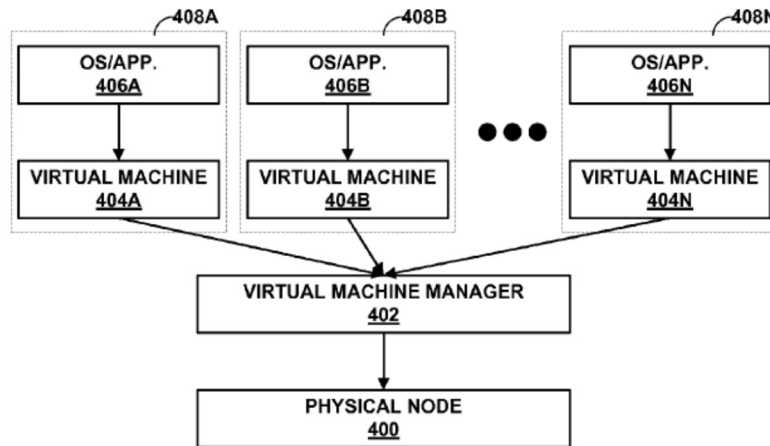 408A
408B
408N
OS/APP.
406A
OS/APP.
406B
OS/APP.
406N
VIRTUAL MACHINE
404A
VIRTUAL MACHINE
404B
VIRTUAL MACHINE
404N
VIRTUAL MACHINE MANAGER
402
PHYSICAL NODE
400